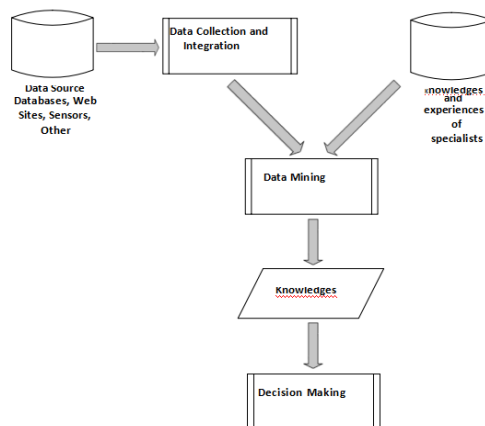 Data Collection and
Integration
Data Source
Databases, Web
Sites, Sensors,
Other
Knowledges
and
experiences
of
specialists
Data Mining
Knowledges
Decision Making